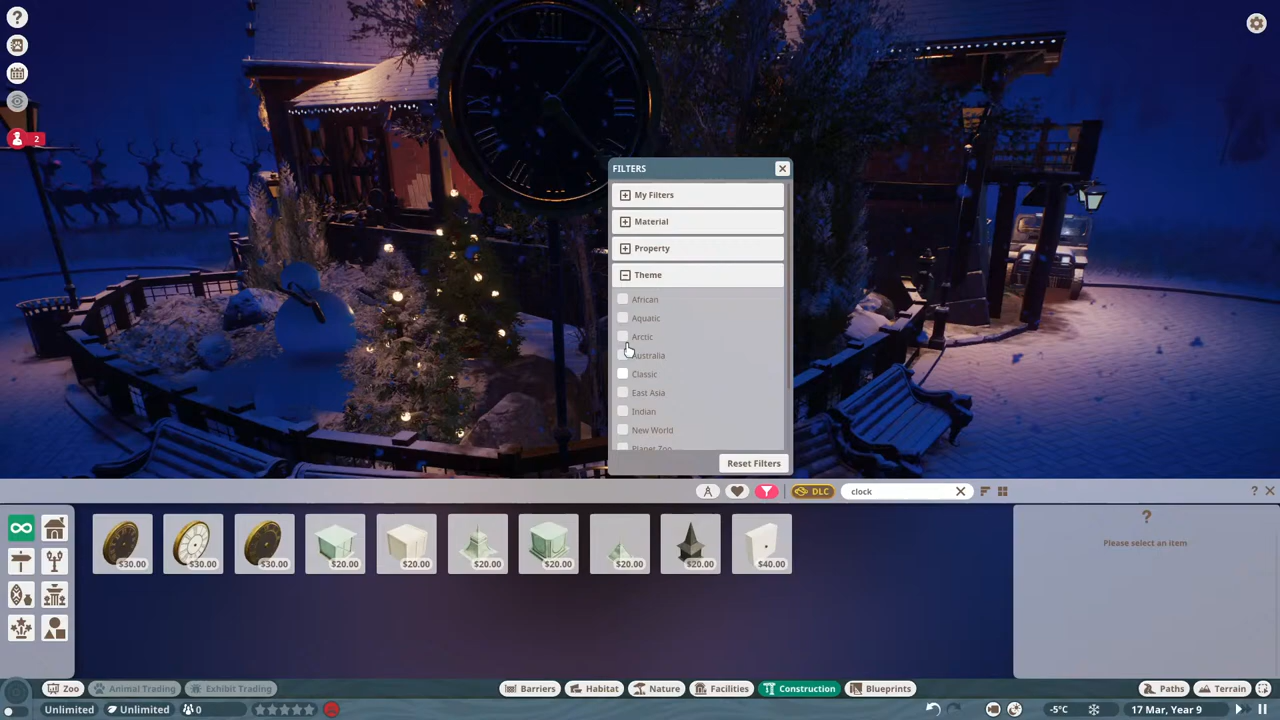 ?
XII
2
FILTERS
My Filters
Material
Property
Theme
African
Aquatic
Arctic
Australia
Classic
East Asia
Indian
New World
Planet Zoo
Reset Filters
DLC
clock
?
$30.00 $30.00 $30.00 $20.00 $20.00 $20.00 $20.00 $20.00 $20.00 $40.00
?
Please select an item
Zoo Animal Trading Exhibit Trading Barriers Habitat Nature Facilities Construction Blueprints Paths Terrain
Unlimited Unlimited 0 -5°C 17 Mar, Year 9